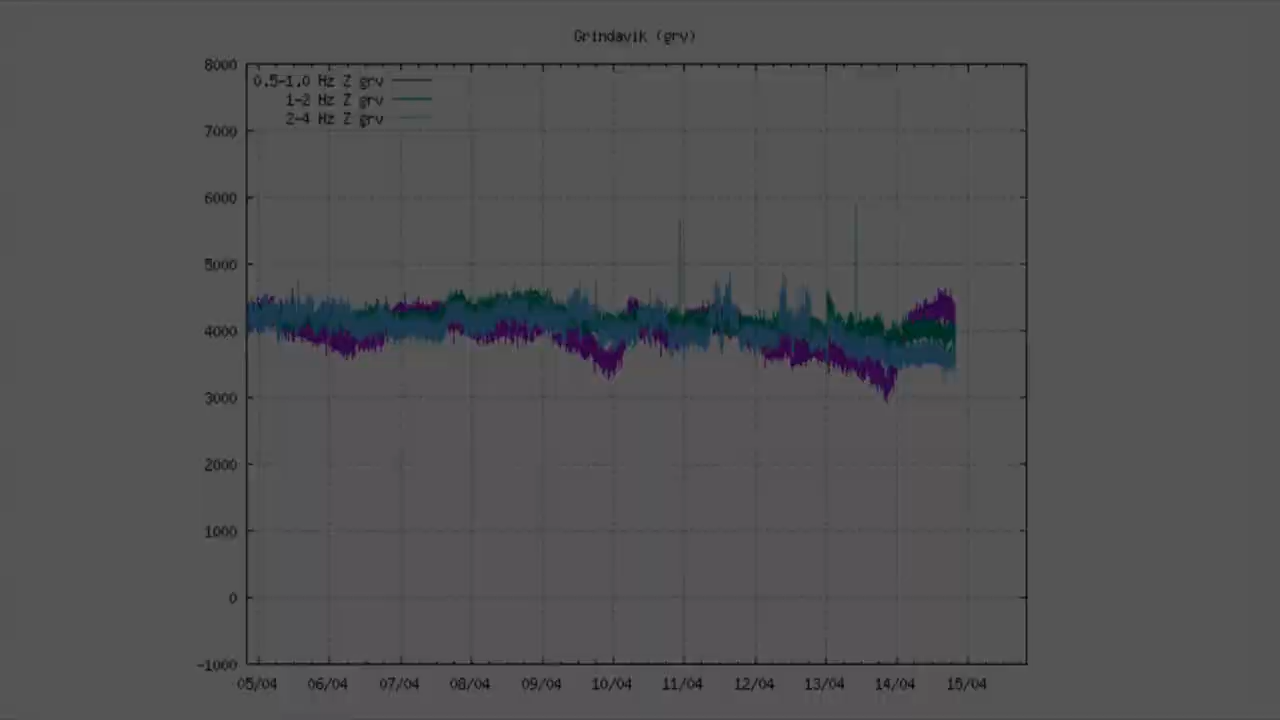 Grindavik (grv)
8000
0.5-1.0 Hz Z grv
1-2 Hz Z grv
2-4 Hz Z grv
7000
6000
5000
4000
3000
2000
1000
0
-1000
05/04 06/04 07/04 08/04 09/04 10/04 11/04 12/04 13/04 14/04 15/04